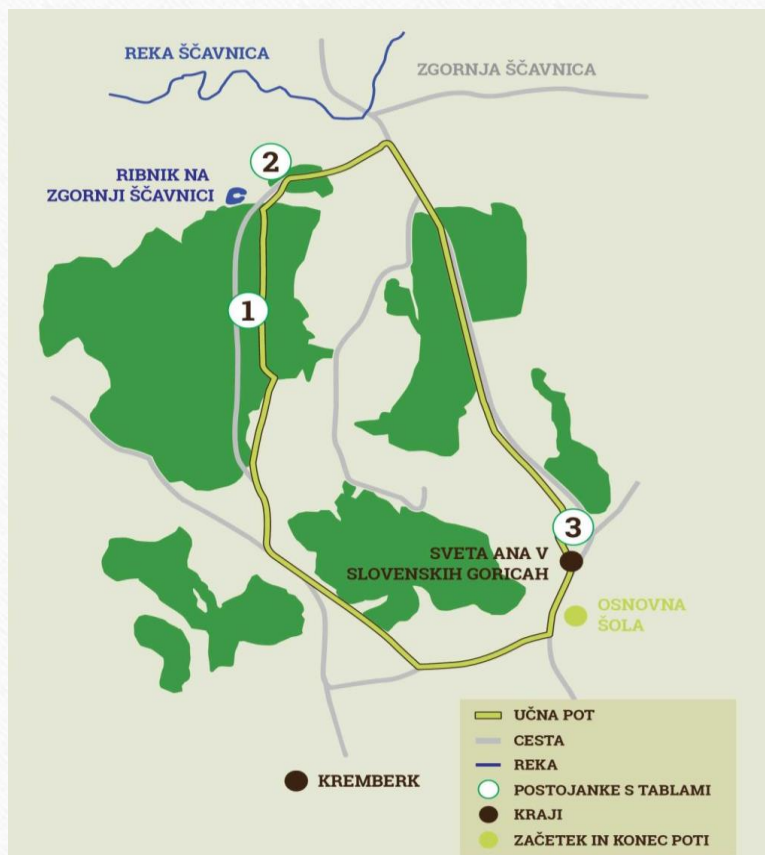 REKA ŠČAVNICA
ZGORNJA ŠČAVNICA
2
RIBNIK NA
ZGORNJI ŠČAVNICI
1
3
SVETA ANA V
SLOVENSKIH GORICAH
OSNOVNA
ŠOLA
KREMBERK
UČNA POT
CESTA
REKA
POSTOJANKE S TABLAMI
KRAJI
ZAČETEK IN KONEC POTI